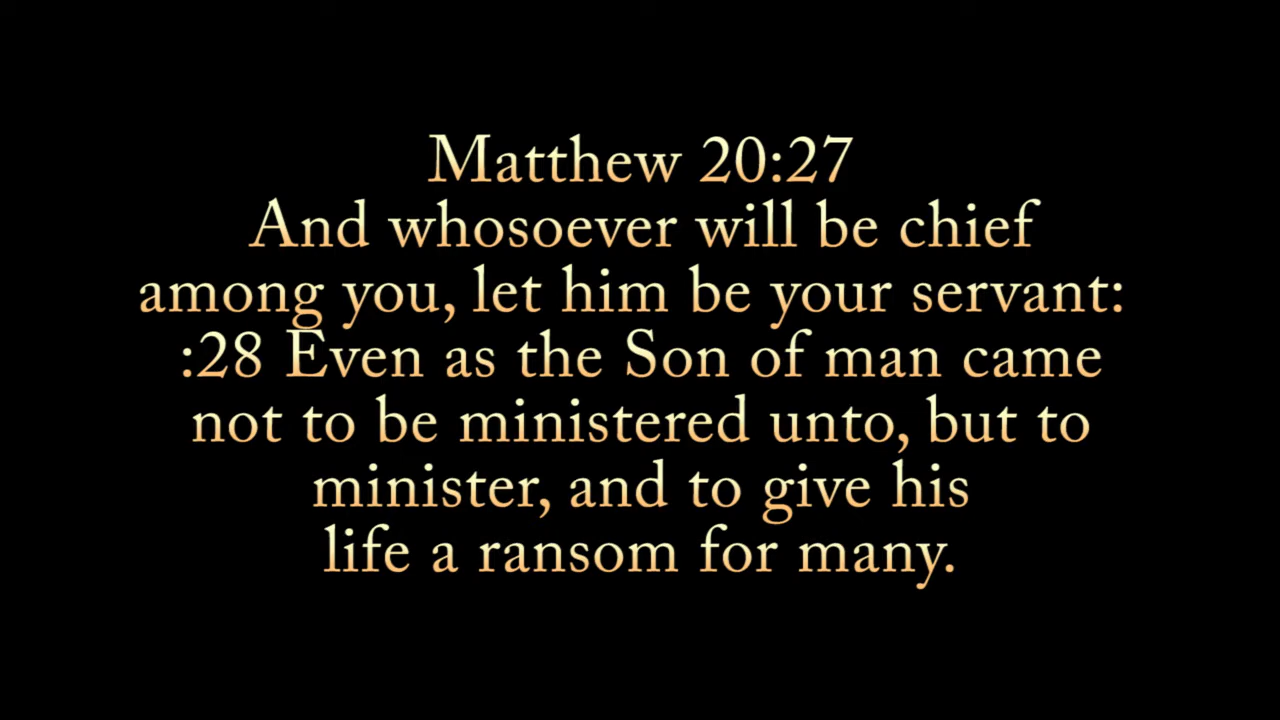 Matthew 20:27
And whosoever will be chief
among you, let him be your servant:
:28 Even as the Son of man came
not to be ministered unto, but to
minister, and to give his
life a ransom for many.